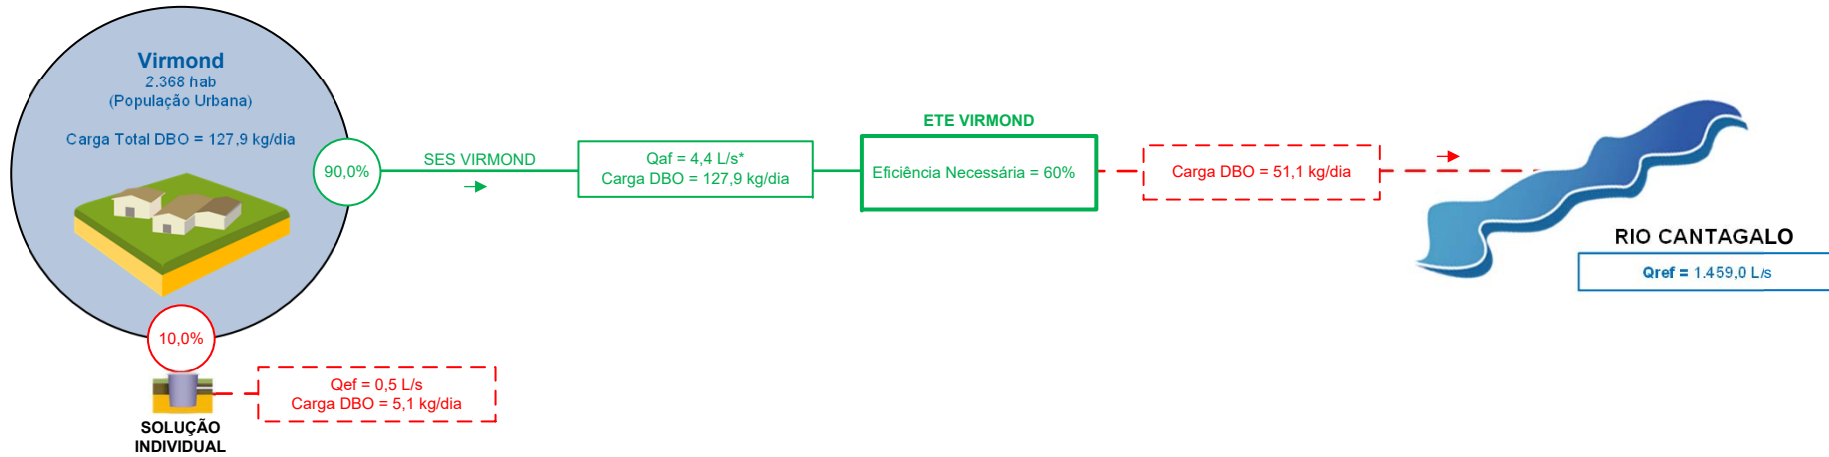 Virmond
2.368 hab
(População Urbana)
Carga Total DBO = 127,9 kg/dia
90,0%
SES VIRMOND
Qaf = 4,4 L/s*
Carga DBO = 127,9 kg/dia
ETE VIRMOND
Eficiência Necessária = 60%
Carga DBO = 51,1 kg/dia
RIO CANTAGALO
Qref = 1.459,0 L/s
10,0%
Qef = 0,5 L/s
Carga DBO = 5,1 kg/dia
SOLUÇÃO
INDIVIDUAL